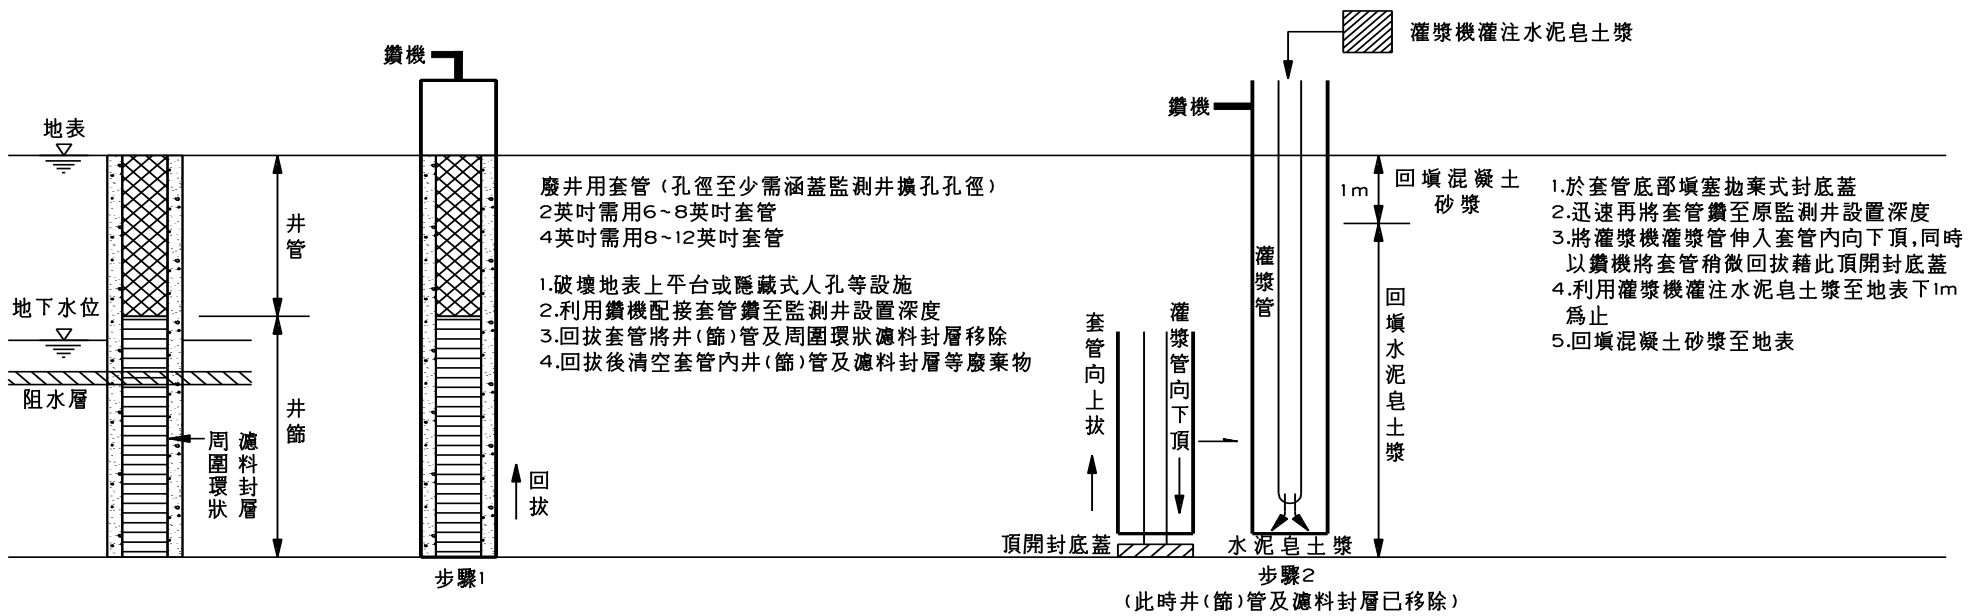 地表
井管
地下水位
阻水層
井篩
周圍環狀
濾料封層
鑽機
回拔
步驟1
廢井用套管(孔徑至少需涵蓋監測井擴孔孔徑)
2英吋需用6~8英吋套管
4英吋需用8~12英吋套管
1.破壞地表上平台或隱藏式人孔等設施
2.利用鑽機配接套管鑽至監測井設置深度
3.回拔套管將井(篩)管及周圍環狀濾料封層移除
4.回拔後清空套管內井(篩)管及濾料封層等廢棄物
灌漿機灌注水泥皂土漿
鑽機
灌漿管
套管向上拔
灌漿管向下頂
頂開封底蓋
水泥皂土漿
步驟2
(此時井(篩)管及濾料封層已移除)
1m
回填混凝土
砂漿
回填水泥皂土漿
1.於套管底部填塞拋棄式封底蓋
2.迅速再將套管鑽至原監測井設置深度
3.將灌漿機灌漿管伸入套管內向下頂,同時
以鑽機將套管稍微回拔藉此頂開封底蓋
4.利用灌漿機灌注水泥皂土漿至地表下1m
為止
5.回填混凝土砂漿至地表